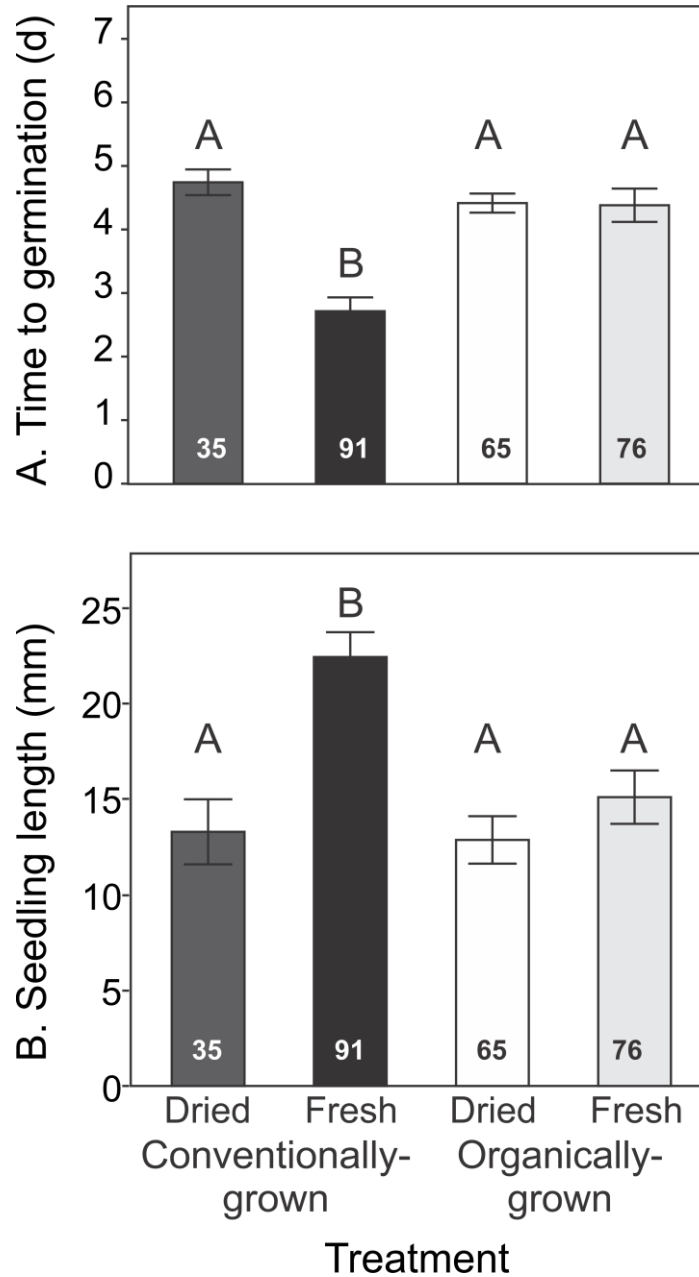 A. Time to germination (d)
7
6
5
4
3
2
1
0
A
B
A
A
35
91
65
76
B. Seedling length (mm)
25
20
15
10
5
0
A
B
A
A
35
91
65
76
Dried Fresh Dried Fresh
Conventionally- Organically-
grown grown
Treatment